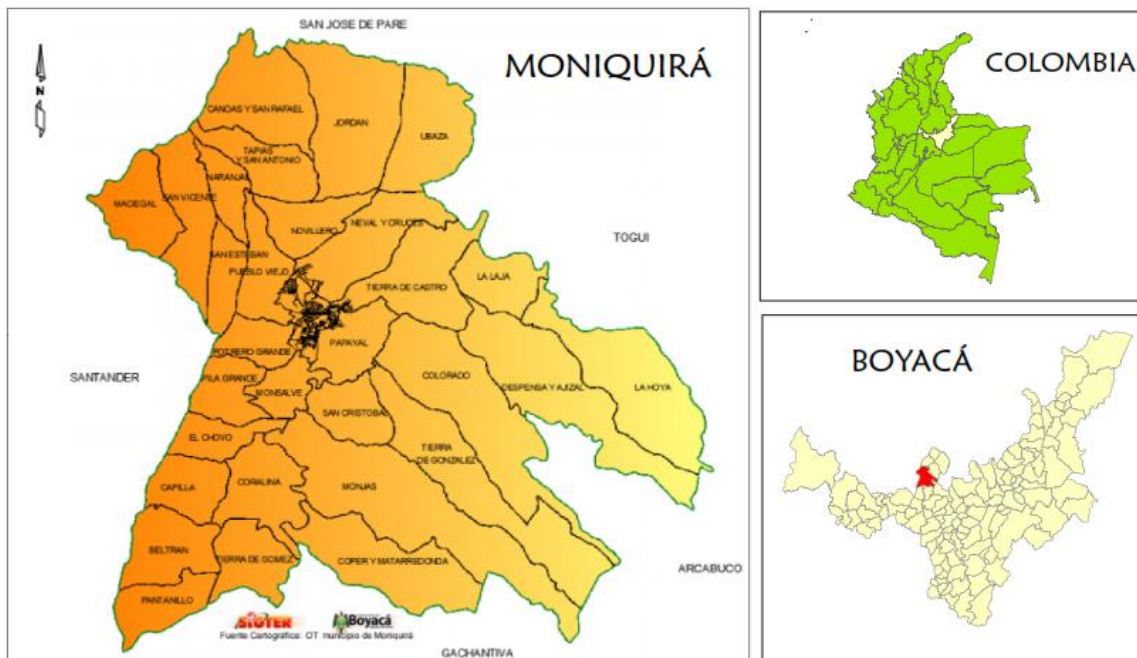 SAN JOSE DE PARE
MONIQUIRÁ
N
CANOAS Y SAN RAFAEL
JORDAN
UBAZA
TAPIAS
Y SAN ANTONIO
NARANJAL
MACIEGAL
SAN VICENTE
NOVILLERO
NEVAL Y CRUCES
TOGUI
SAN ESTEBAN
PUEBLO VIEJO
LA LAJA
TIERRA DE CASTRO
POTRERO GRANDE
PAPAYAL
SANTANDER
PILA GRANDE
MONSALVE
COLORADO
DESPENSA Y AJIZAL
LA HOYA
SAN CRISTOBAL
EL CHOVO
TIERRA
DE GONZALEZ
CAPILLA
CORALINA
MONJAS
BELTRAN
TIERRA DE GOMEZ
COPER Y MATARREDONDA
ARCABUCO
PANTANILLO
SIGTER
Boyacá
Fuente Cartográfica: OT municipio de Moniquirá
GACHANTIVA
COLOMBIA
BOYACÁ